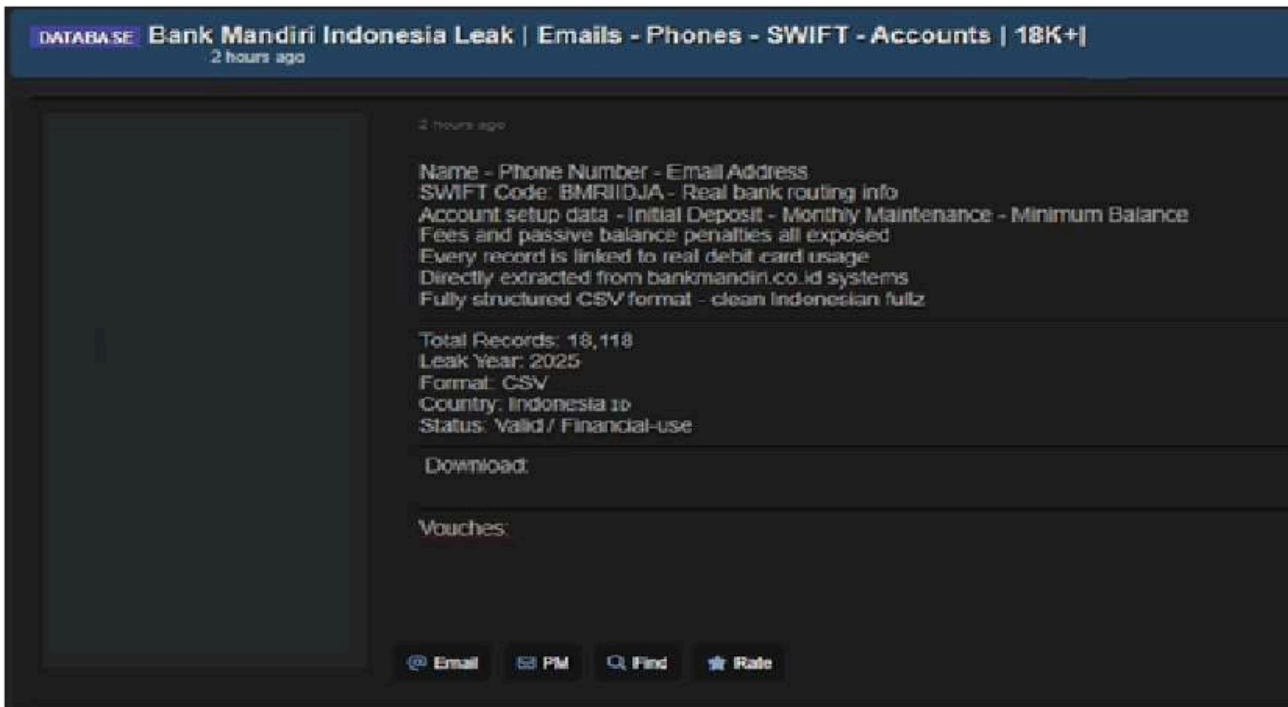 DATABASE Bank Mandiri Indonesia Leak | Emails - Phones - SWIFT - Accounts | 18K+|
2 hours ago
2 hours ago
Name - Phone Number - Email Address
SWIFT Code: BMRIIDJA - Real bank routing info
Account setup data - Initial Deposit - Monthly Maintenance - Minimum Balance
Fees and passive balance penalties all exposed
Every record is linked to real debit card usage
Directly extracted from bankmandiri.co.id systems
Fully structured CSV format - clean Indonesian fullz
Total Records: 18,118
Leak Year: 2025
Format: CSV
Country: Indonesia ID
Status: Valid / Financial-use
Download:
Vouches:
Email PM Find Rate